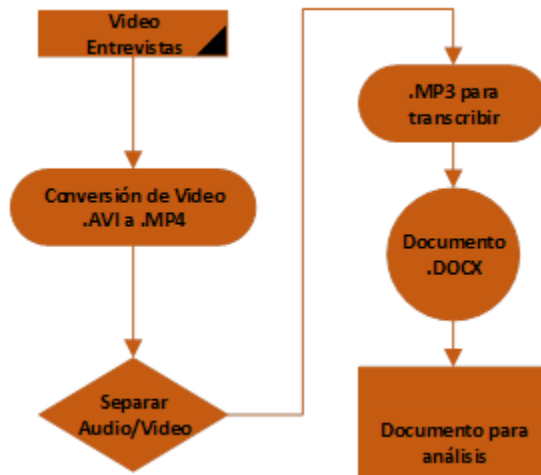 Video
Entrevistas
Conversión de Video
.AVI a .MP4
Separar
Audio/Video
.MP3 para
transcribir
Documento
.DOCX
Documento para
análisis